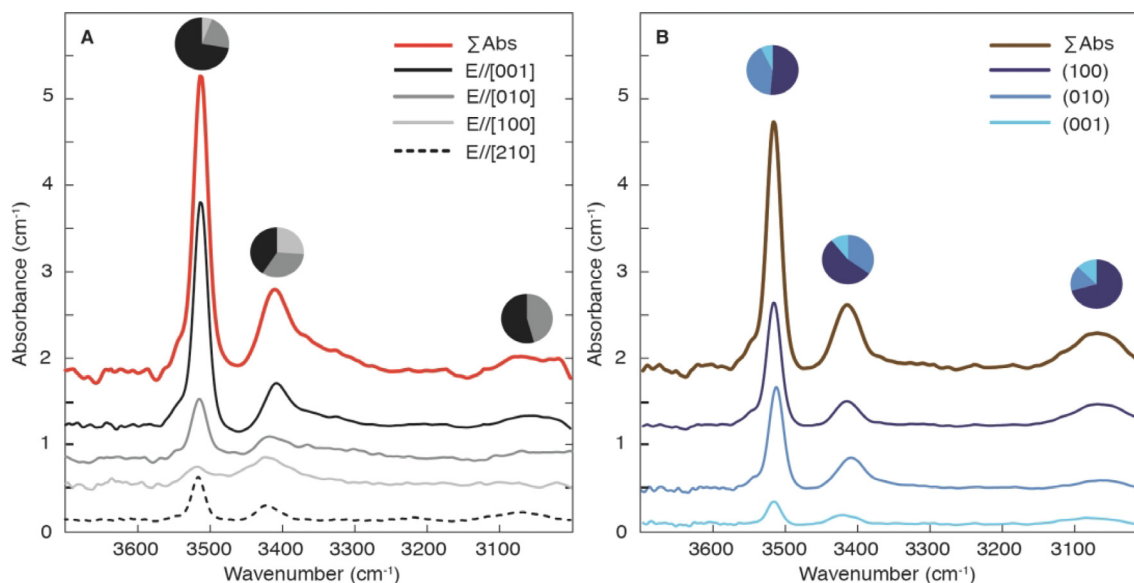 A
∑ Abs
E//[001]
E//[010]
E//[100]
E//[210]
5
4
3
2
1
0
Absorbance (cm⁻¹)
3600 3500 3400 3300 3200 3100
Wavenumber (cm⁻¹)
B
∑ Abs
(100)
(010)
(001)
5
4
3
2
1
0
Absorbance (cm⁻¹)
3600 3500 3400 3300 3200 3100
Wavenumber (cm⁻¹)